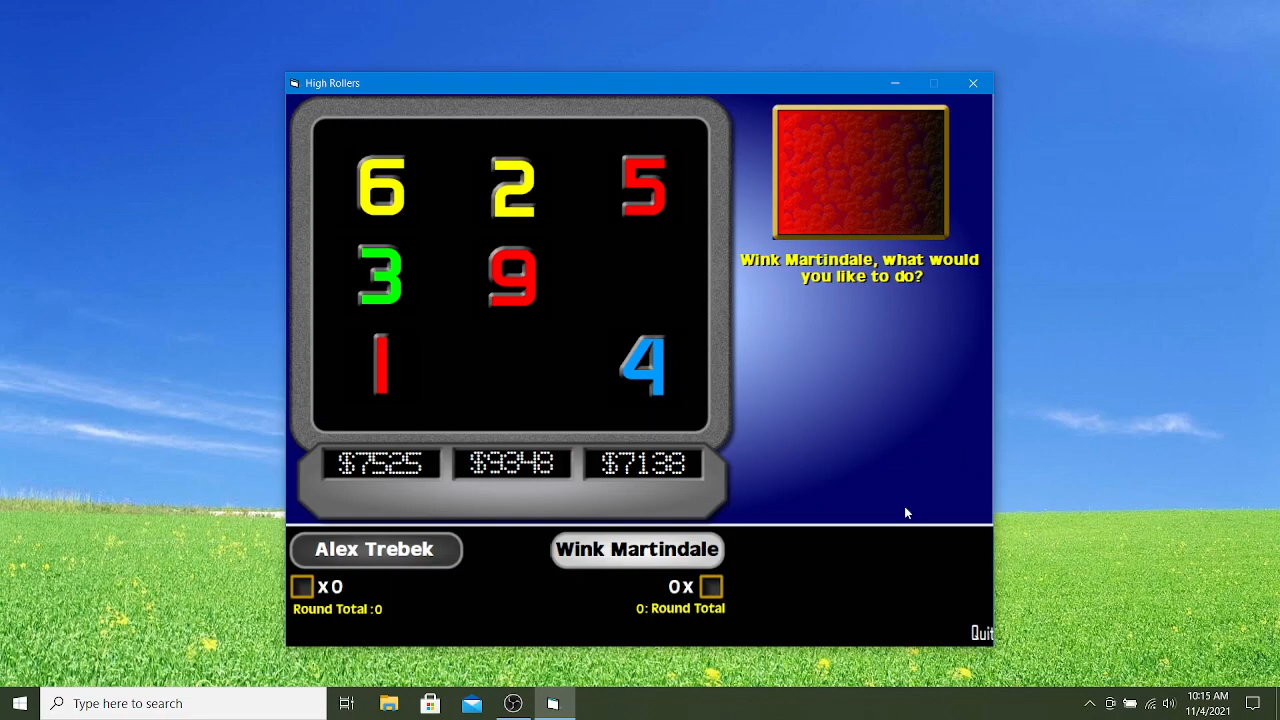 High Rollers
6 2 5
3 9
1 4
$7525 $9348 $7138
Wink Martindale, what would
you like to do?
Alex Trebek
Wink Martindale
x 0
0 x
Round Total :0
0: Round Total
Quit
Type here to search
10:15 AM
11/4/2021